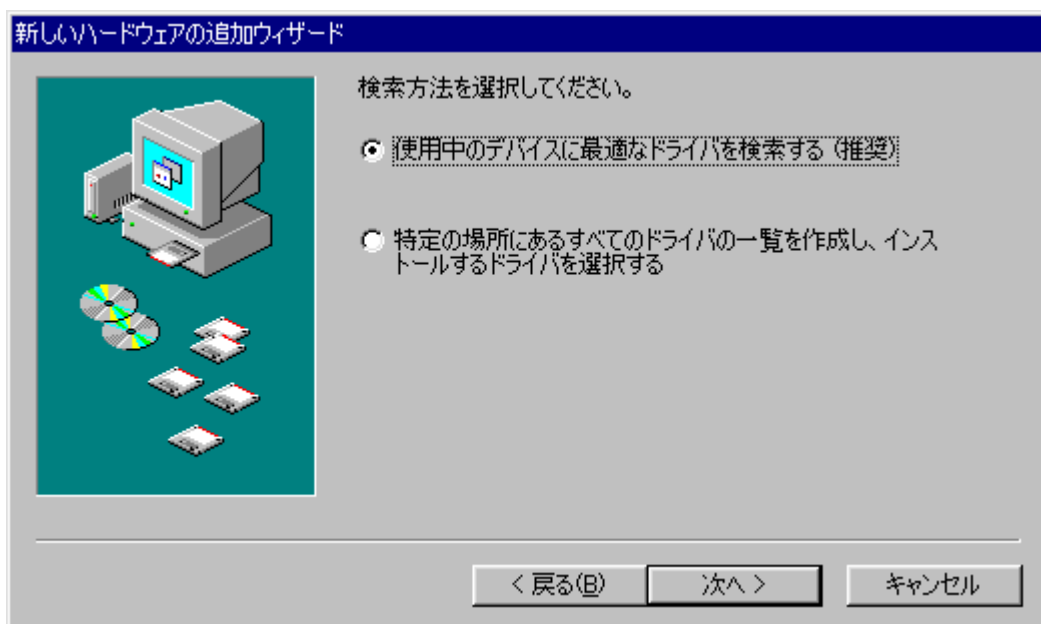 新しいハードウェアの追加ウィザード
検索方法を選択してください。
使用中のデバイスに最適なドライバを検索する (推奨)
特定の場所にあるすべてのドライバの一覧を作成し、インス
トールするドライバを選択する
< 戻る(B)
次へ >
キャンセル